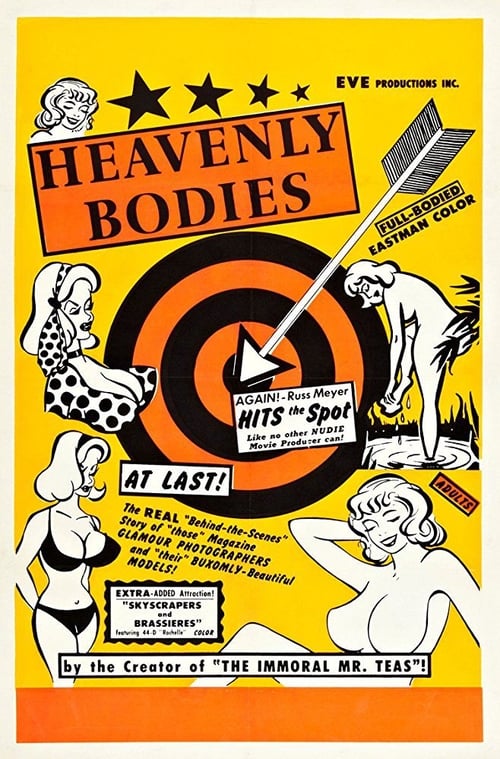 EVE PRODUCTIONS INC.
HEAVENLY
BODIES
FULL-BODIED
EASTMAN COLOR
AGAIN!-Russ Meyer
HITS the Spot
Like no other NUDIE
Movie Producer can!
AT LAST!
ADULTS
The REAL "Behind-the-Scenes"
Story of "those" Magazine
GLAMOUR PHOTOGRAPHERS
and "their" BUXOMLY-Beautiful
MODELS!
EXTRA-ADDED Attraction!
"SKYSCRAPERS
and
BRASSIERES"
featuring 44-D "Rochelle" COLOR
by the Creator of "THE IMMORAL MR. TEAS"!